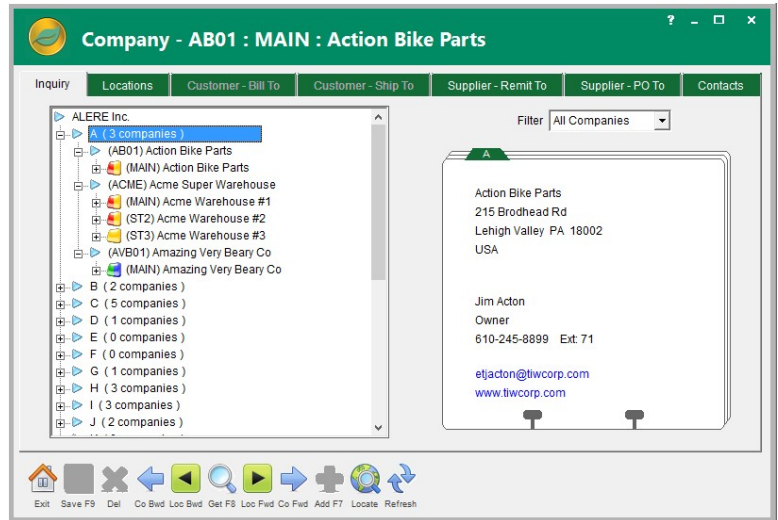 Company - AB01 : MAIN : Action Bike Parts
? – □ ×
Inquiry Locations Customer - Bill To Customer - Ship To Supplier - Remit To Supplier - PO To Contacts
ALERE Inc.
A ( 3 companies )
(AB01) Action Bike Parts
(MAIN) Action Bike Parts
(ACME) Acme Super Warehouse
(MAIN) Acme Warehouse #1
(ST2) Acme Warehouse #2
(ST3) Acme Warehouse #3
(AVB01) Amazing Very Beary Co
(MAIN) Amazing Very Beary Co
B ( 2 companies )
C ( 5 companies )
D ( 1 companies )
E ( 0 companies )
F ( 0 companies )
G ( 1 companies )
H ( 3 companies )
I ( 3 companies )
J ( 2 companies )
Filter All Companies
A
Action Bike Parts
215 Brodhead Rd
Lehigh Valley PA 18002
USA
Jim Acton
Owner
610-245-8899 Ext: 71
etjacton@tiwcorp.com
www.tiwcorp.com
Exit Save F9 Del Co Bwd Loc Bwd Get F8 Loc Fwd Co Fwd Add F7 Locate Refresh